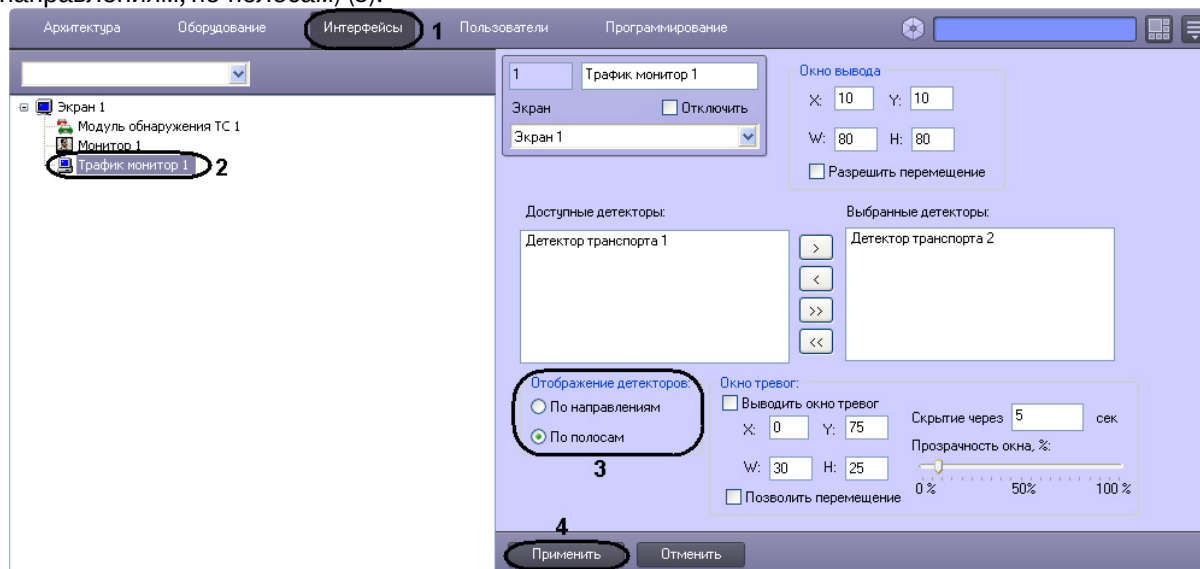 направлениям, по полосам) (3).
Архитектура Оборудование Интерфейсы 1 Пользователи Программирование
1 Трафик монитор 1
Экран Отключить
Экран 1
Окно вывода
X: 10 Y: 10
W: 80 H: 80
Разрешить перемещение
Экран 1
Модуль обнаружения ТС 1
Монитор 1
Трафик монитор 1 2
Доступные детекторы: Выбранные детекторы:
Детектор транспорта 1 > Детектор транспорта 2
<
>>
<<
Отображение детекторов:
По направлениям
По полосам
3
Окно тревог:
Выводить окно тревог
X: 0 Y: 75
W: 30 H: 25
Позволить перемещение
Скрытие через 5 сек
Прозрачность окна, %:
0 % 50% 100 %
4
Применить Отменить